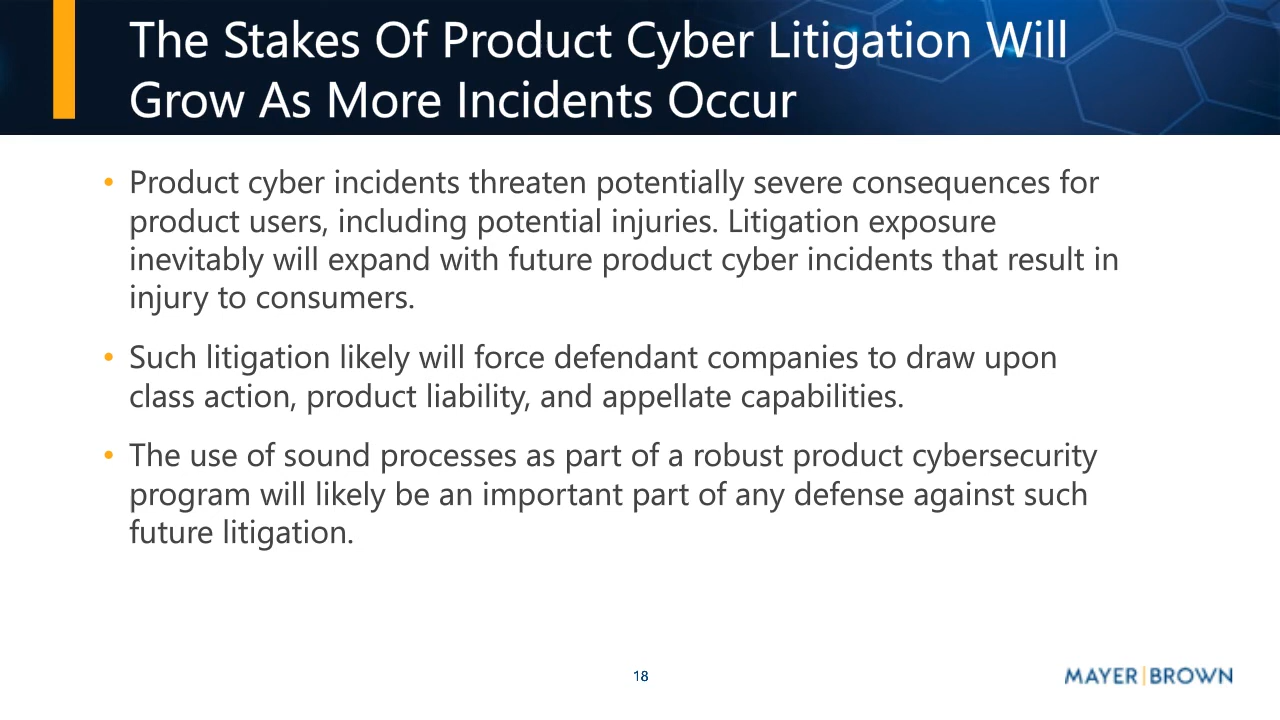 The Stakes Of Product Cyber Litigation Will
Grow As More Incidents Occur
• Product cyber incidents threaten potentially severe consequences for
product users, including potential injuries. Litigation exposure
inevitably will expand with future product cyber incidents that result in
injury to consumers.
• Such litigation likely will force defendant companies to draw upon
class action, product liability, and appellate capabilities.
• The use of sound processes as part of a robust product cybersecurity
program will likely be an important part of any defense against such
future litigation.
18
MAYER|BROWN